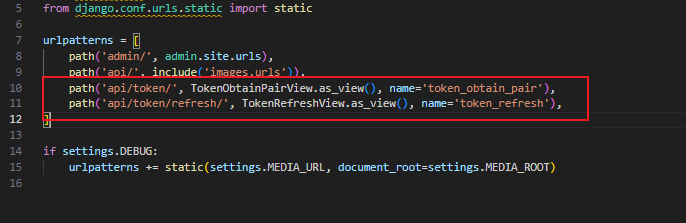 5 from django.conf.urls.static import static
6
7 urlpatterns = [
8 path('admin/', admin.site.urls),
9 path('api/', include('images.urls')),
10 path('api/token/', TokenObtainPairView.as_view(), name='token_obtain_pair'),
11 path('api/token/refresh/', TokenRefreshView.as_view(), name='token_refresh'),
12 ]
13
14 if settings.DEBUG:
15 urlpatterns += static(settings.MEDIA_URL, document_root=settings.MEDIA_ROOT)
16